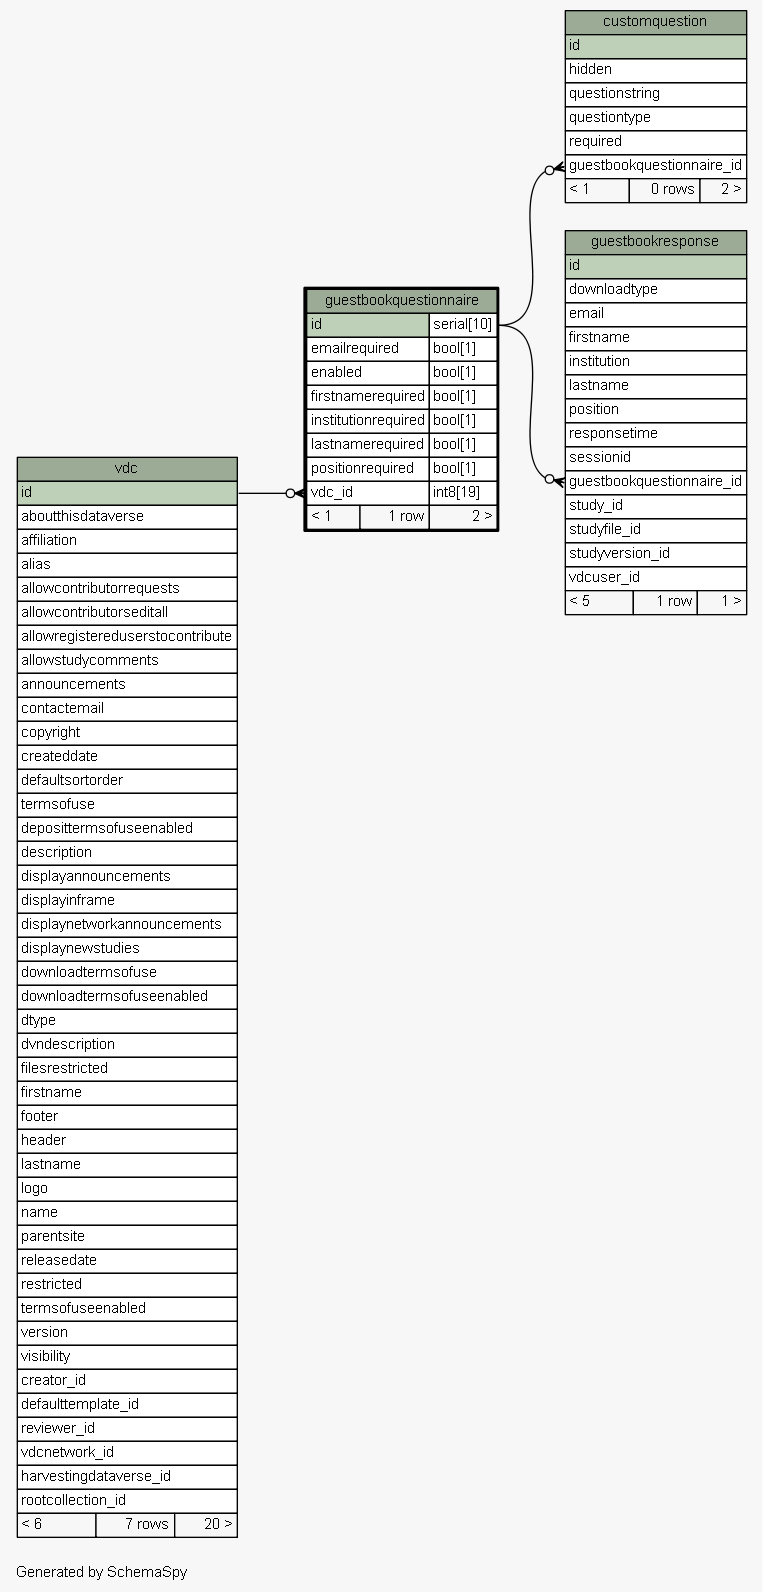 customquestion
id
hidden
questionstring
questiontype
required
guestbookquestionnaire_id
< 1 0 rows 2 >
guestbookresponse
id
downloadtype
email
firstname
institution
lastname
position
responsetime
sessionid
guestbookquestionnaire_id
study_id
studyfile_id
studyversion_id
vdcuser_id
< 5 1 row 1 >
guestbookquestionnaire
id serial[10]
emailrequired bool[1]
enabled bool[1]
firstnamerequired bool[1]
institutionrequired bool[1]
lastnamerequired bool[1]
positionrequired bool[1]
vdc_id int8[19]
< 1 1 row 2 >
vdc
id
aboutthisdataverse
affiliation
alias
allowcontributorrequests
allowcontributorseditall
allowregistereduserstocontribute
allowstudycomments
announcements
contactemail
copyright
createddate
defaultsortorder
termsofuse
deposittermsofuseenabled
description
displayannouncements
displayinframe
displaynetworkannouncements
displaynewstudies
downloadtermsofuse
downloadtermsofuseenabled
dtype
dvndescription
filesrestricted
firstname
footer
header
lastname
logo
name
parentsite
releasedate
restricted
termsofuseenabled
version
visibility
creator_id
defaulttemplate_id
reviewer_id
vdcnetwork_id
harvestingdataverse_id
rootcollection_id
< 6 7 rows 20 >
Generated by SchemaSpy